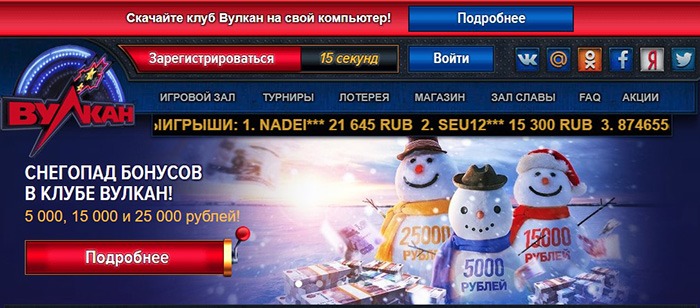 Скачайте клуб Вулкан на свой компьютер!
Подробнее
Зарегистрироваться
15 секунд
Войти
ВУЛКАН
ИГРОВОЙ ЗАЛ
ТУРНИРЫ
ЛОТЕРЕЯ
МАГАЗИН
ЗАЛ СЛАВЫ
FAQ
АКЦИИ
ЫИГРЫШИ: 1. NADEI*** 21 645 RUB 2. SEU12*** 15 300 RUB 3. 874655
СНЕГОПАД БОНУСОВ
В КЛУБЕ ВУЛКАН!
5 000, 15 000 и 25 000 рублей!
Подробнее
25000
РУБЛЕЙ
5000
РУБЛЕЙ
15000
РУБЛЕЙ